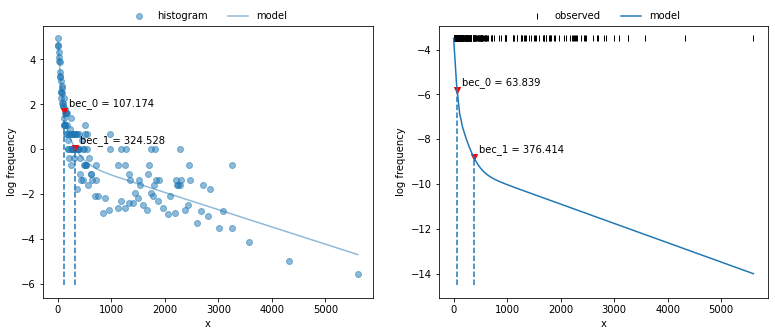 histogram model
observed model
4
2
0
−2
−4
−6
log frequency
bec_0 = 107.174
bec_1 = 324.528
0 1000 2000 3000 4000 5000
x
−4
−6
−8
−10
−12
−14
log frequency
bec_0 = 63.839
bec_1 = 376.414
0 1000 2000 3000 4000 5000
x